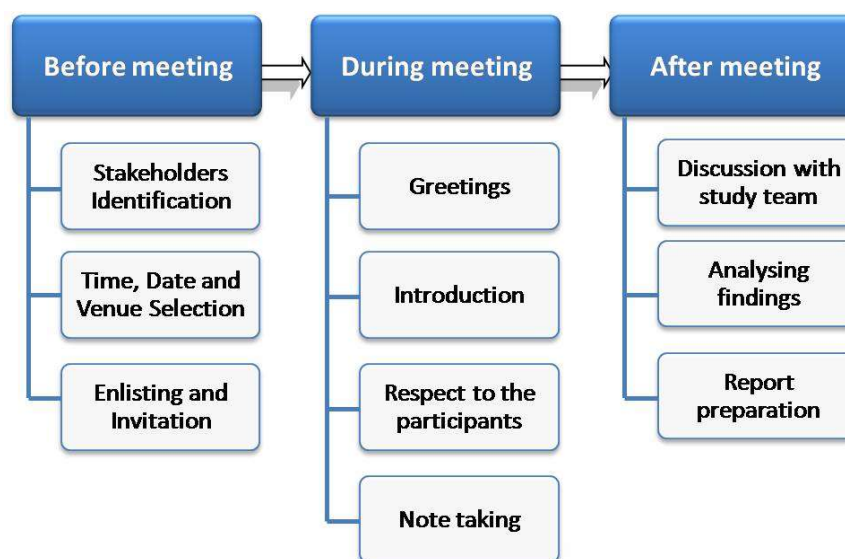 Before meeting
Stakeholders
Identification
Time, Date and
Venue Selection
Enlisting and
Invitation
During meeting
Greetings
Introduction
Respect to the
participants
Note taking
After meeting
Discussion with
study team
Analysing
findings
Report
preparation